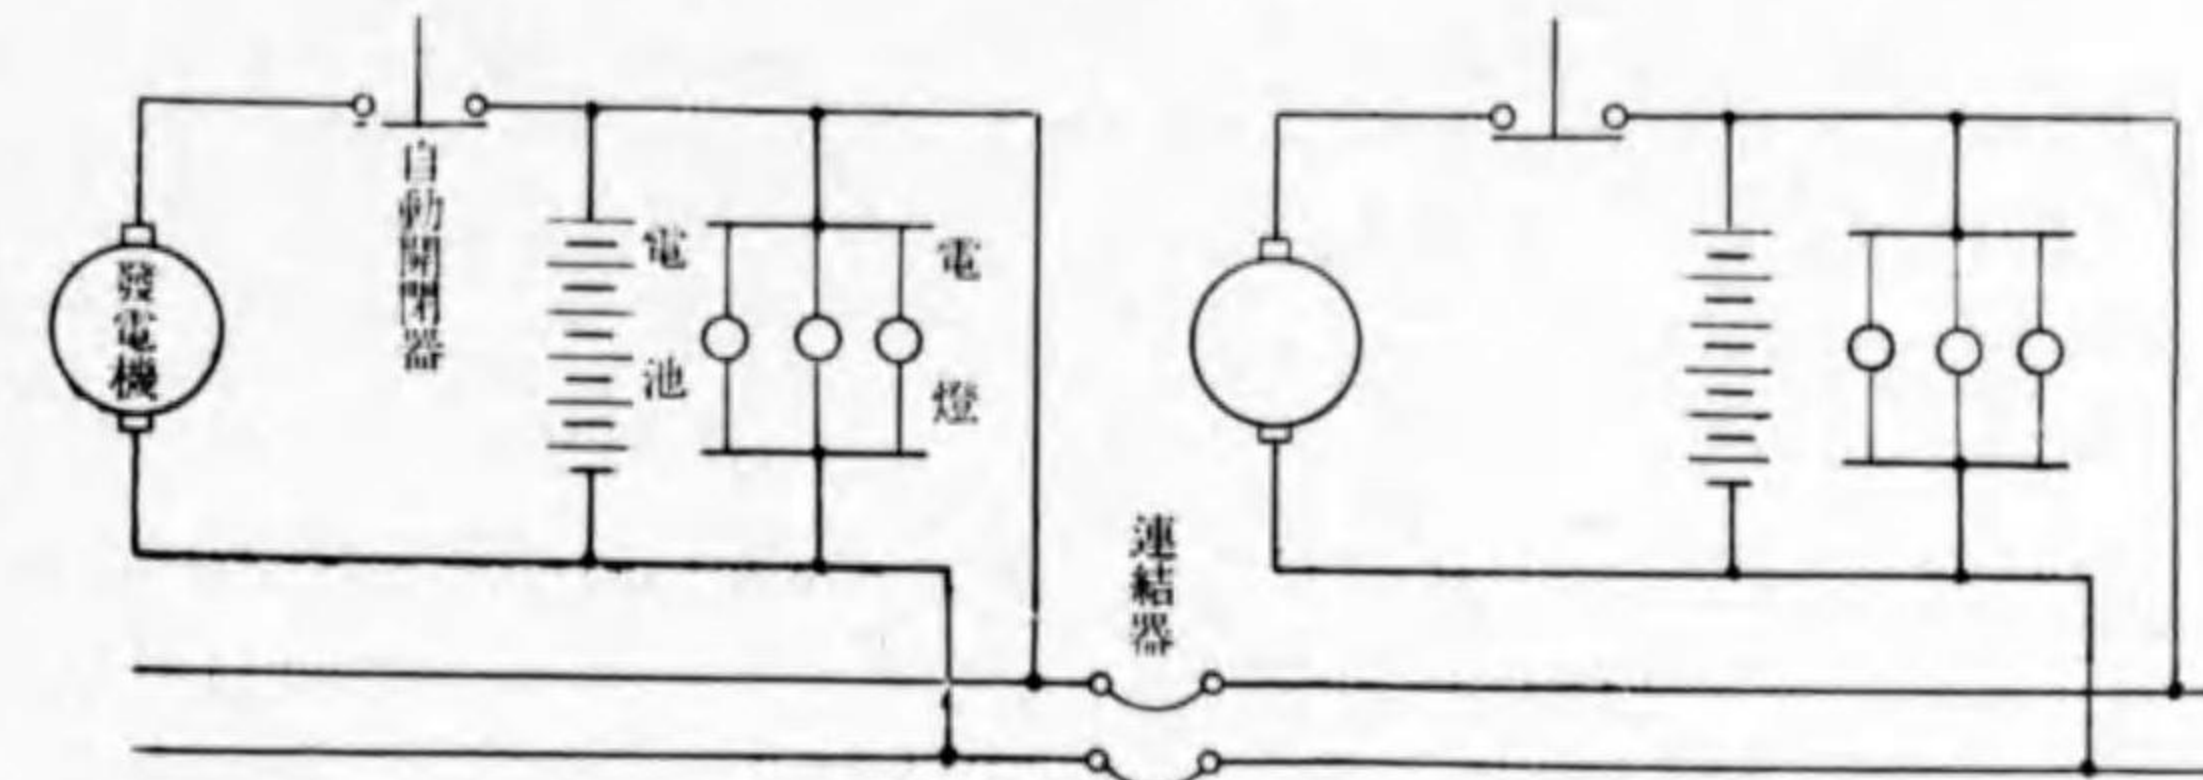 發電機
自動開閉器
電池
電燈
連結器